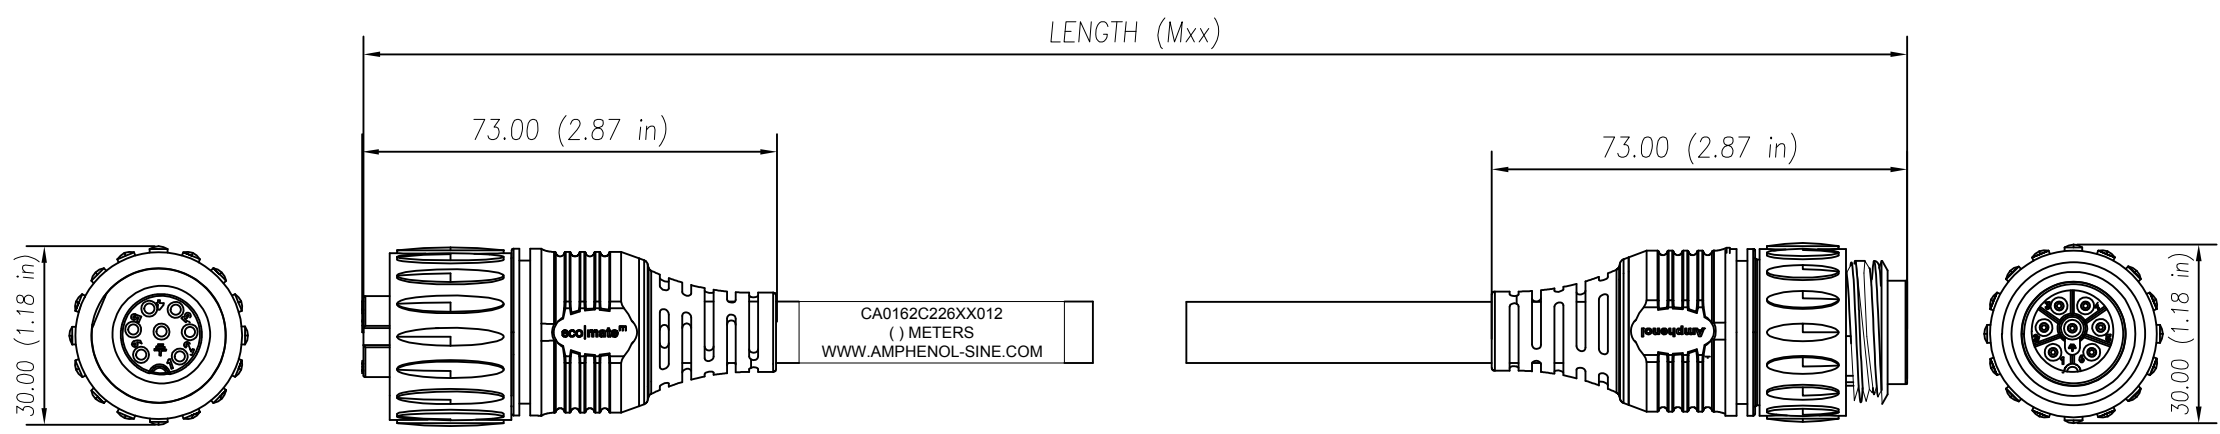 LENGTH (Mxx)
73.00 (2.87 in)
73.00 (2.87 in)
30.00 (1.18 in)
eco|mate m
CA0162C226XX012
( ) METERS
WWW.AMPHENOL-SINE.COM
Amphenol
30.00 (1.18 in)